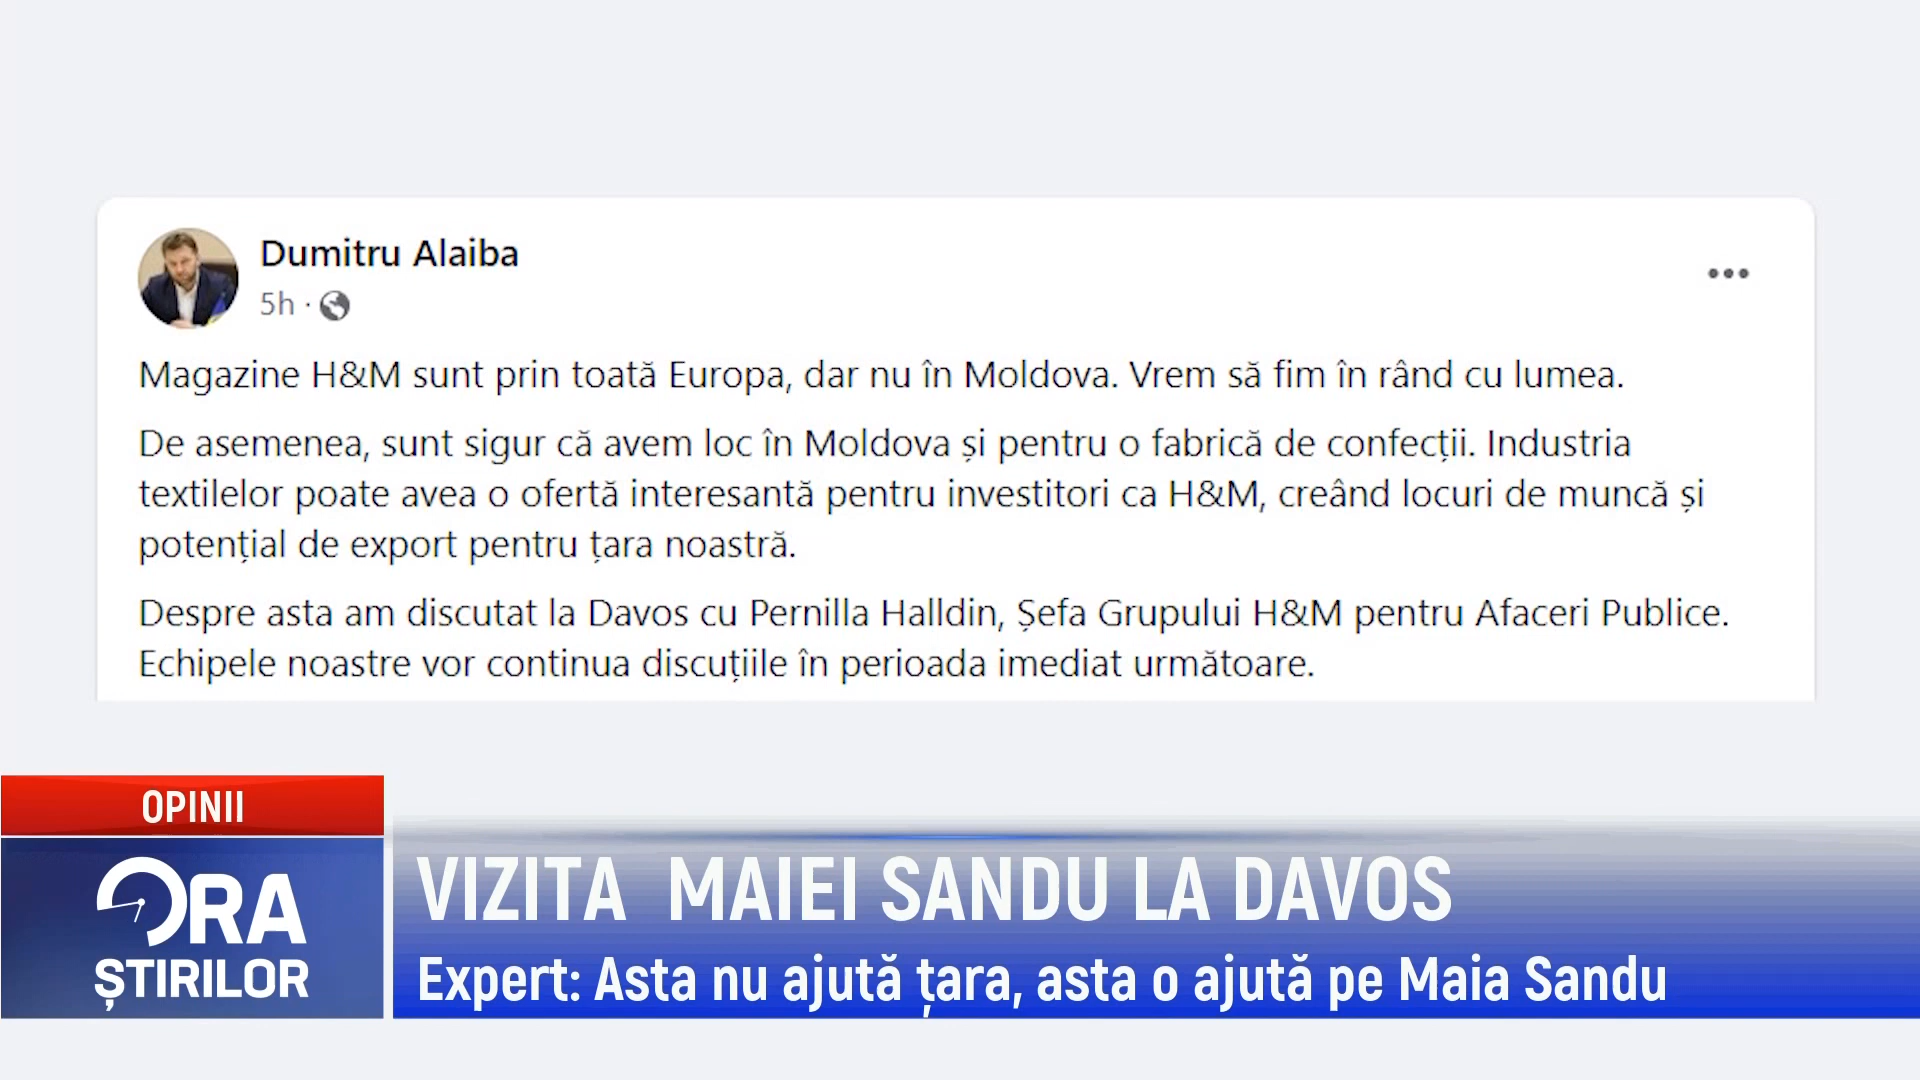 Dumitru Alaiba
5h ·
Magazine H&M sunt prin toată Europa, dar nu în Moldova. Vrem să fim în rând cu lumea.
De asemenea, sunt sigur că avem loc în Moldova și pentru o fabrică de confecții. Industria
textilelor poate avea o ofertă interesantă pentru investitori ca H&M, creând locuri de muncă și
potențial de export pentru țara noastră.
Despre asta am discutat la Davos cu Pernilla Halldin, Șefa Grupului H&M pentru Afaceri Publice.
Echipele noastre vor continua discuțiile în perioada imediat următoare.
OPINII
ORA
ȘTIRILOR
VIZITA MAIEI SANDU LA DAVOS
Expert: Asta nu ajută țara, asta o ajută pe Maia Sandu